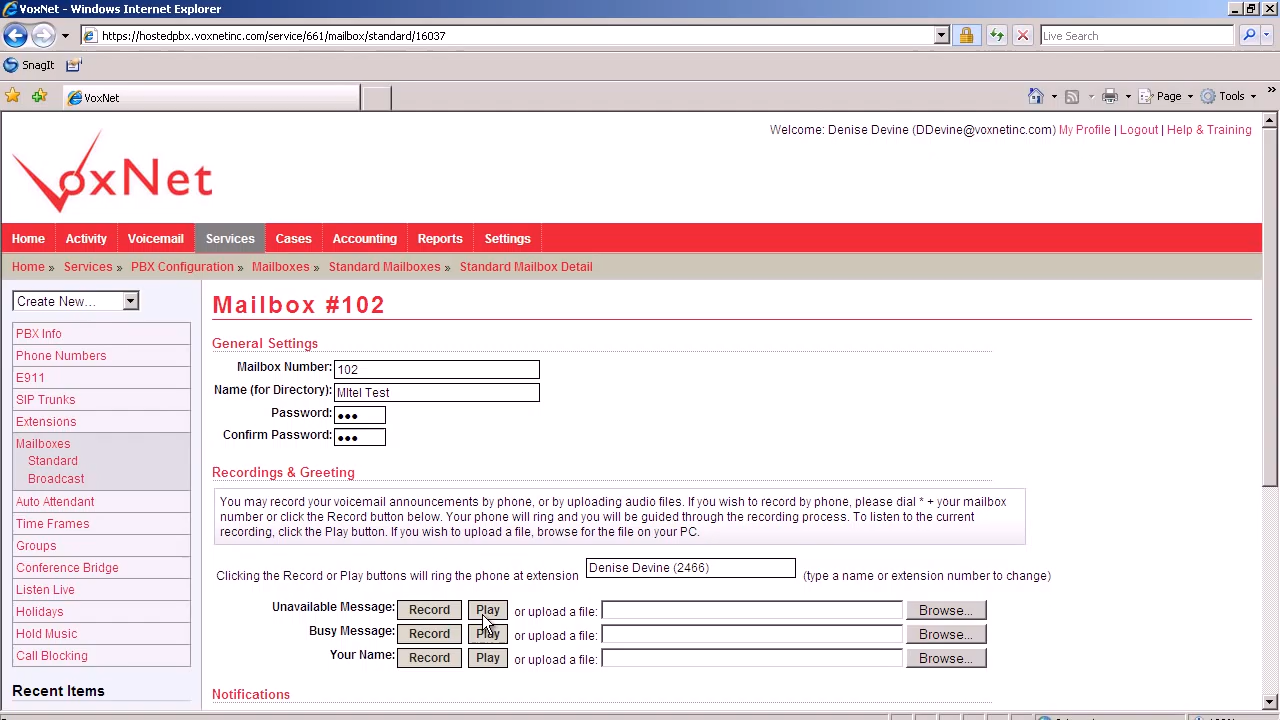 VoxNet - Windows Internet Explorer
https://hostedpbx.voxnetinc.com/service/661/mailbox/standard/16037
Live Search
SnagIt
VoxNet
Page
Tools
Welcome: Denise Devine (DDevine@voxnetinc.com) My Profile | Logout | Help & Training
VoxNet
Home Activity Voicemail Services Cases Accounting Reports Settings
Home » Services » PBX Configuration » Mailboxes » Standard Mailboxes » Standard Mailbox Detail
Create New...
PBX Info
Phone Numbers
E911
SIP Trunks
Extensions
Mailboxes
Standard
Broadcast
Auto Attendant
Time Frames
Groups
Conference Bridge
Listen Live
Holidays
Hold Music
Call Blocking
Recent Items
Mailbox #102
General Settings
Mailbox Number: 102
Name (for Directory): MItel Test
Password: •••
Confirm Password: •••
Recordings & Greeting
You may record your voicemail announcements by phone, or by uploading audio files. If you wish to record by phone, please dial * + your mailbox
number or click the Record button below. Your phone will ring and you will be guided through the recording process. To listen to the current
recording, click the Play button. If you wish to upload a file, browse for the file on your PC.
Clicking the Record or Play buttons will ring the phone at extension Denise Devine (2466) (type a name or extension number to change)
Unavailable Message: Record Play or upload a file: Browse...
Busy Message: Record Play or upload a file: Browse...
Your Name: Record Play or upload a file: Browse...
Notifications